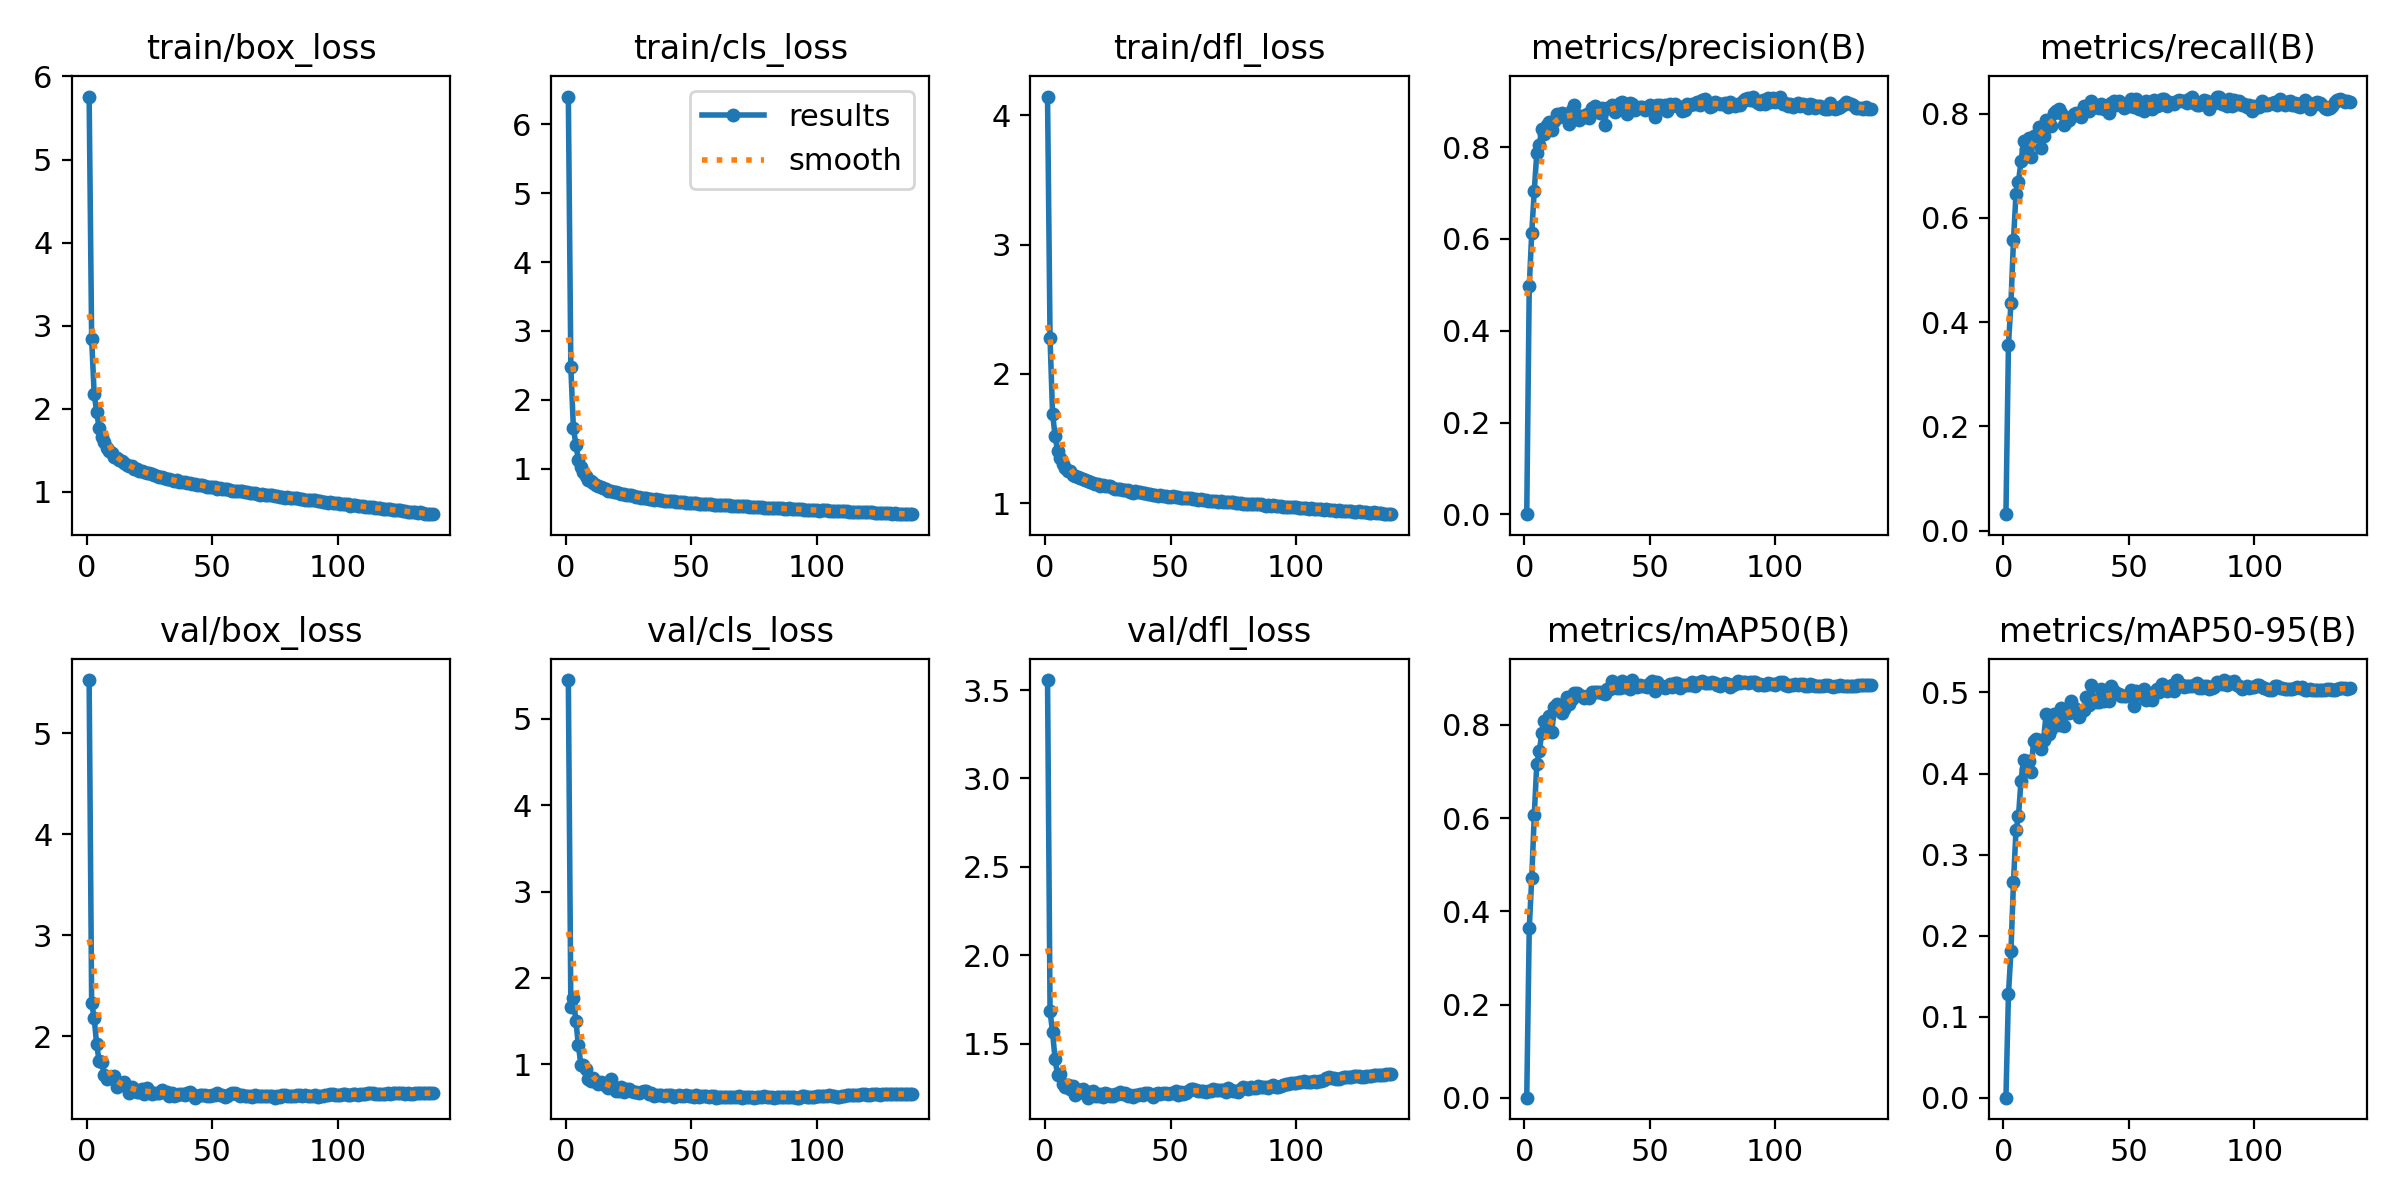 train/box_loss
6
5
4
3
2
1
0 50 100
train/cls_loss
results
smooth
6
5
4
3
2
1
0 50 100
train/dfl_loss
4
3
2
1
0 50 100
metrics/precision(B)
0.8
0.6
0.4
0.2
0.0
0 50 100
metrics/recall(B)
0.8
0.6
0.4
0.2
0.0
0 50 100
val/box_loss
5
4
3
2
0 50 100
val/cls_loss
5
4
3
2
1
0 50 100
val/dfl_loss
3.5
3.0
2.5
2.0
1.5
0 50 100
metrics/mAP50(B)
0.8
0.6
0.4
0.2
0.0
0 50 100
metrics/mAP50-95(B)
0.5
0.4
0.3
0.2
0.1
0.0
0 50 100